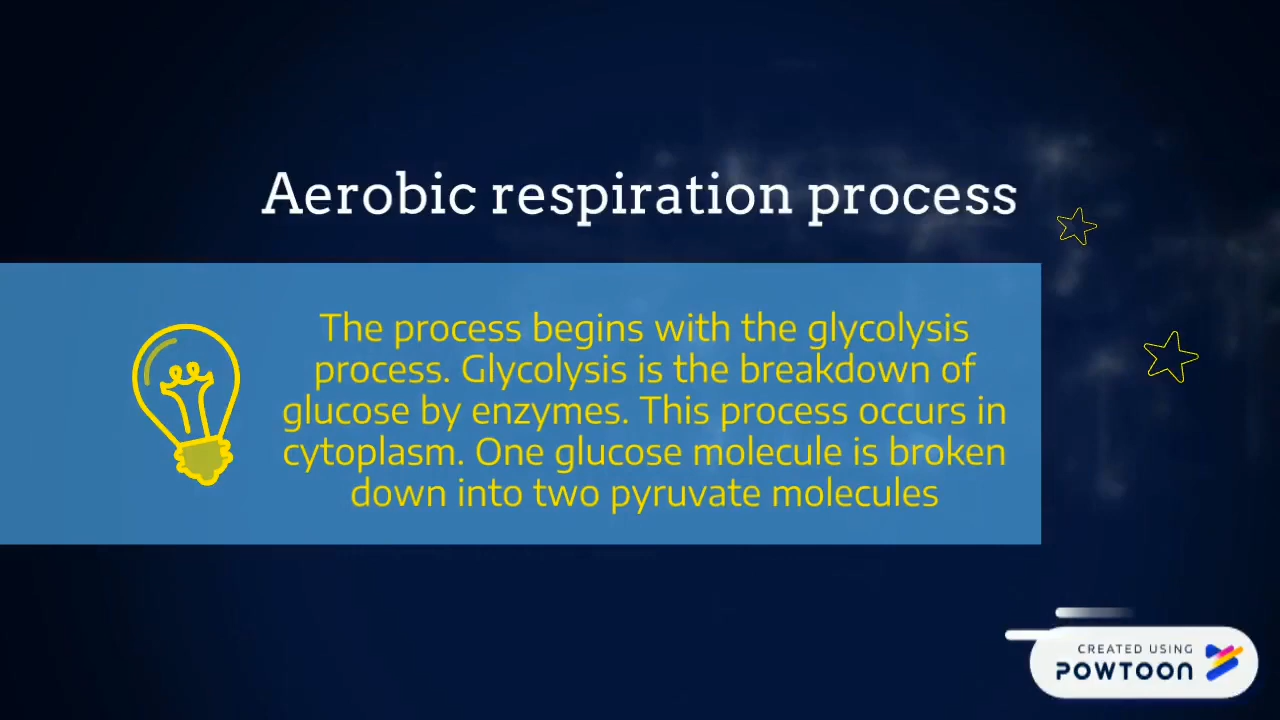 Aerobic respiration process
The process begins with the glycolysis
process. Glycolysis is the breakdown of
glucose by enzymes. This process occurs in
cytoplasm. One glucose molecule is broken
down into two pyruvate molecules
CREATED USING
POWTOON